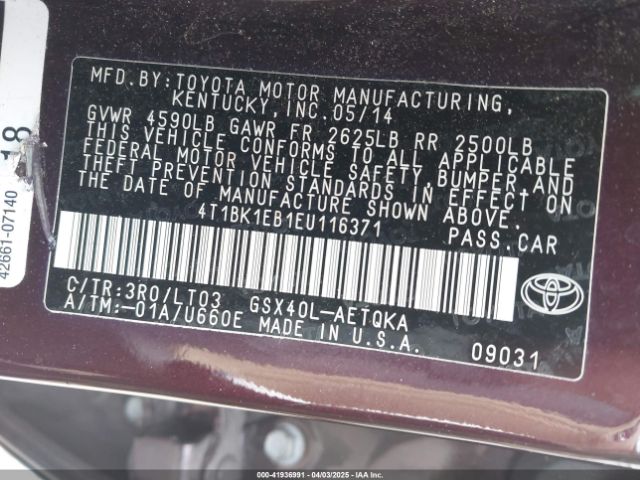 MFD.BY:TOYOTA MOTOR MANUFACTURING,
KENTUCKY,INC.05/14
GVWR 4590LB GAWR FR 2625LB RR 2500LB
THIS VEHICLE CONFORMS TO ALL APPLICABLE
FEDERAL MOTOR VEHICLE SAFETY,BUMPER,AND
THEFT PREVENTION STANDARDS IN EFFECT ON
THE DATE OF MANUFACTURE SHOWN ABOVE.
4T1BK1EB1EU116371 PASS.CAR
C/TR:3R0/LT03 GSX40L-AETQKA
A/TM:-01A/U660E MADE IN U.S.A.
09031
18
42661-07140
00-41936991 - 04/03/2025 - IAAI.COM